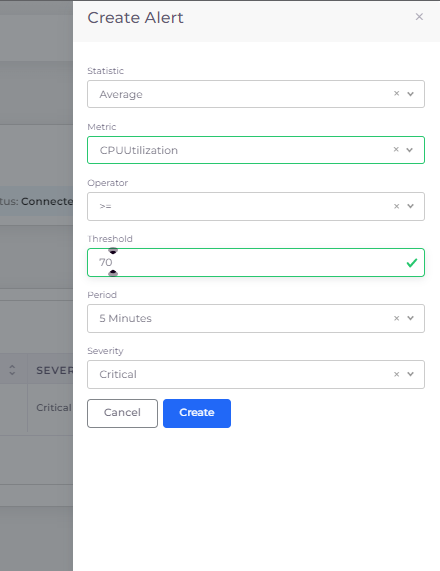 Create Alert ×
Statistic
Average
Metric
CPUUtilization
tus: Connecte
Operator
>=
Threshold
70
Period
5 Minutes
Severity
SEVER
Critical
Critical
Cancel Create